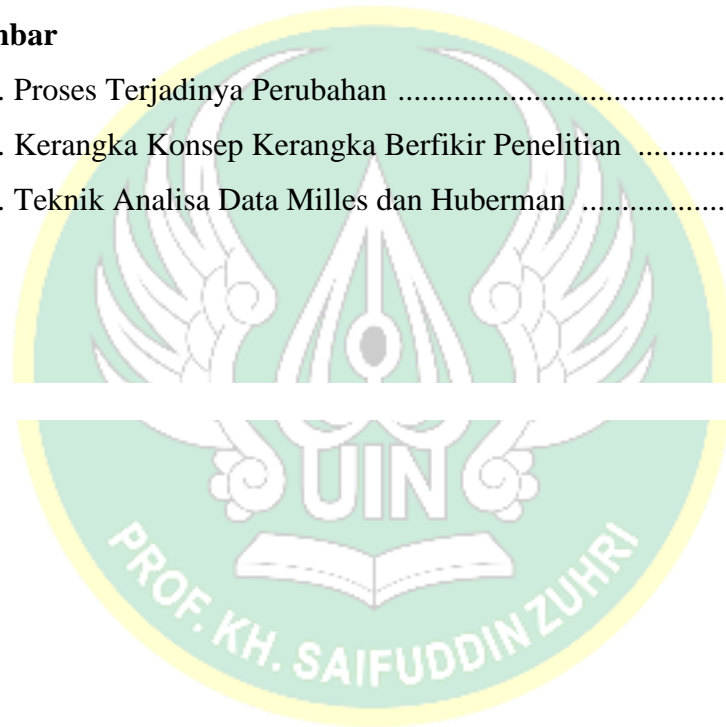 mbar
. Proses Terjadinya Perubahan ........................................
. Kerangka Konsep Kerangka Berfikir Penelitian ...........
. Teknik Analisa Data Milles dan Huberman ..................
UIN
PROF. KH. SAIFUDDIN ZUHRI